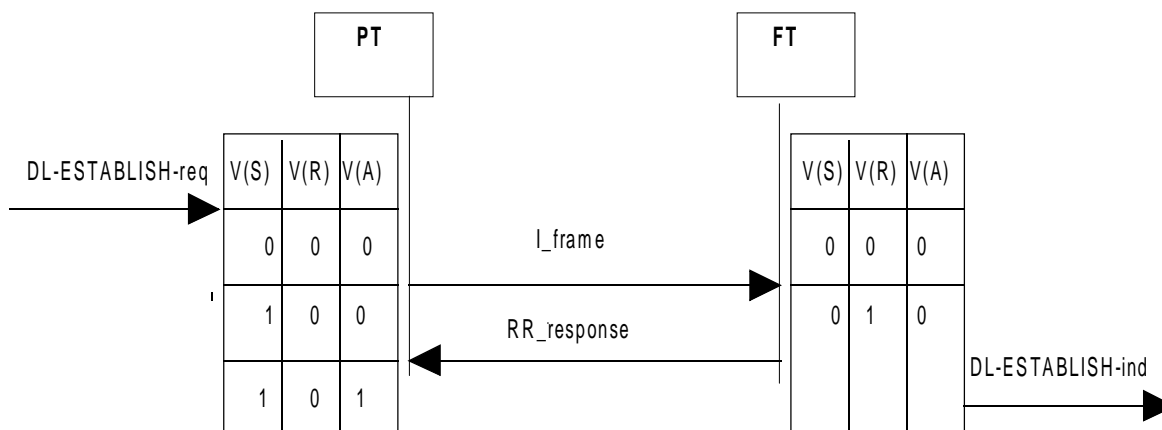 PT FT
DL-ESTABLISH-req V(S) V(R) V(A) V(S) V(R) V(A)
0 0 0 I_frame 0 0 0
1 0 0 RR_response 0 1 0
1 0 1 DL-ESTABLISH-ind